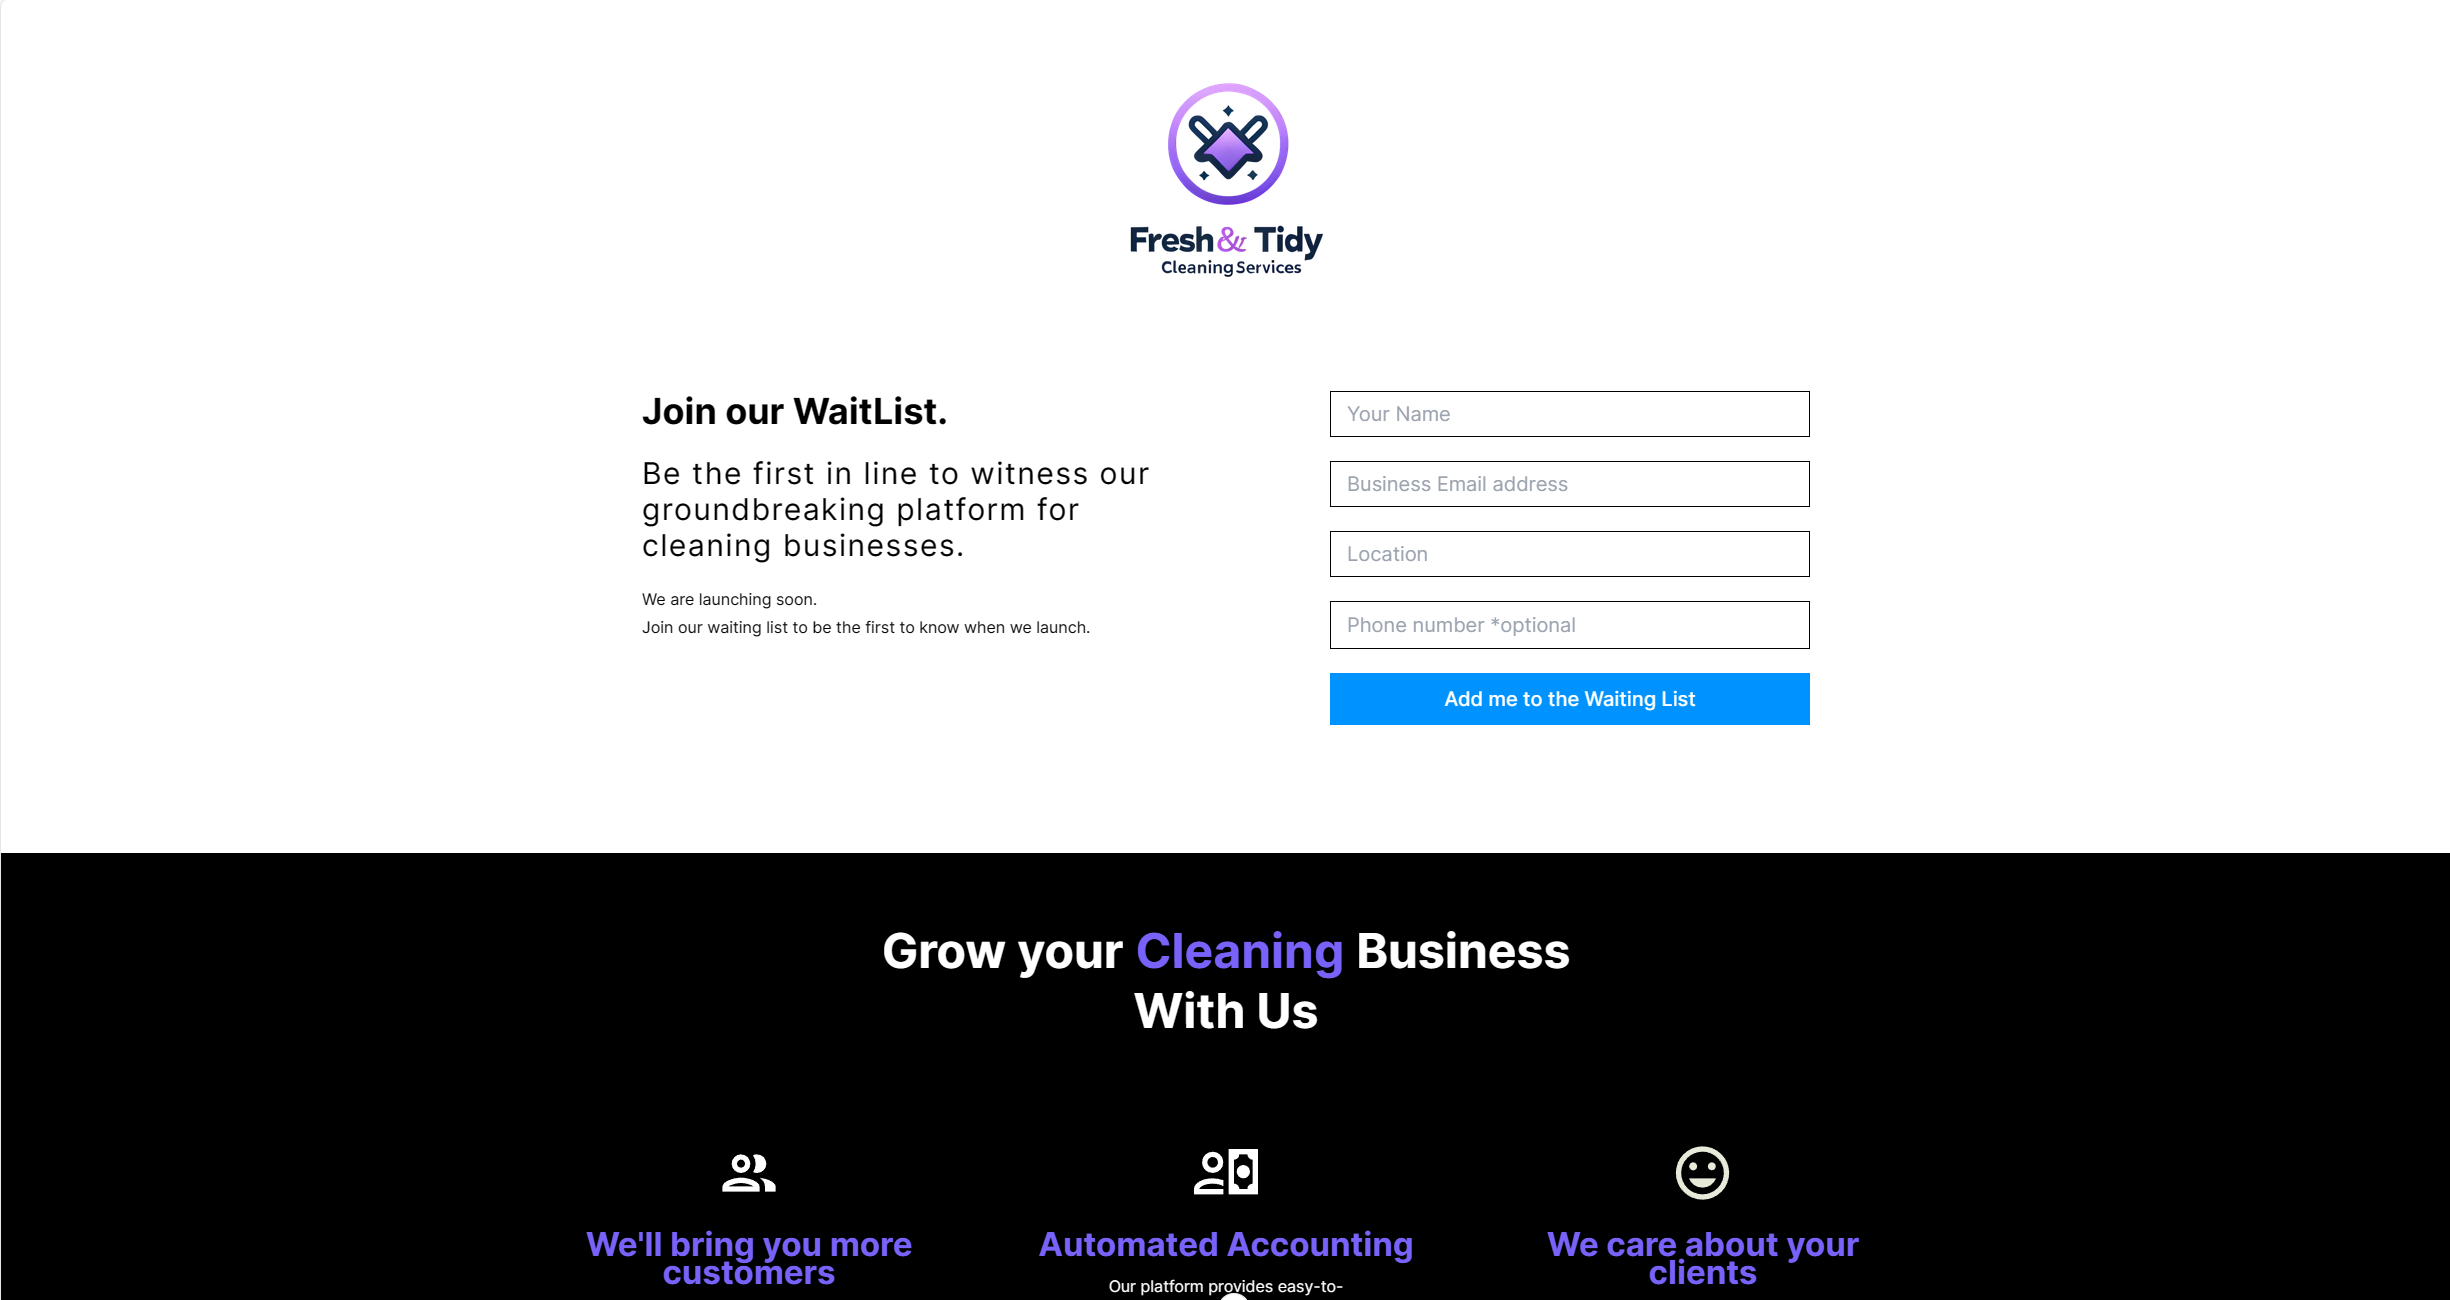 Fresh & Tidy
Cleaning Services
Join our WaitList.
Be the first in line to witness our
groundbreaking platform for
cleaning businesses.
We are launching soon.
Join our waiting list to be the first to know when we launch.
Your Name
Business Email address
Location
Phone number *optional
Add me to the Waiting List
Grow your Cleaning Business
With Us
We'll bring you more
customers
Automated Accounting
Our platform provides easy-to-
We care about your
clients